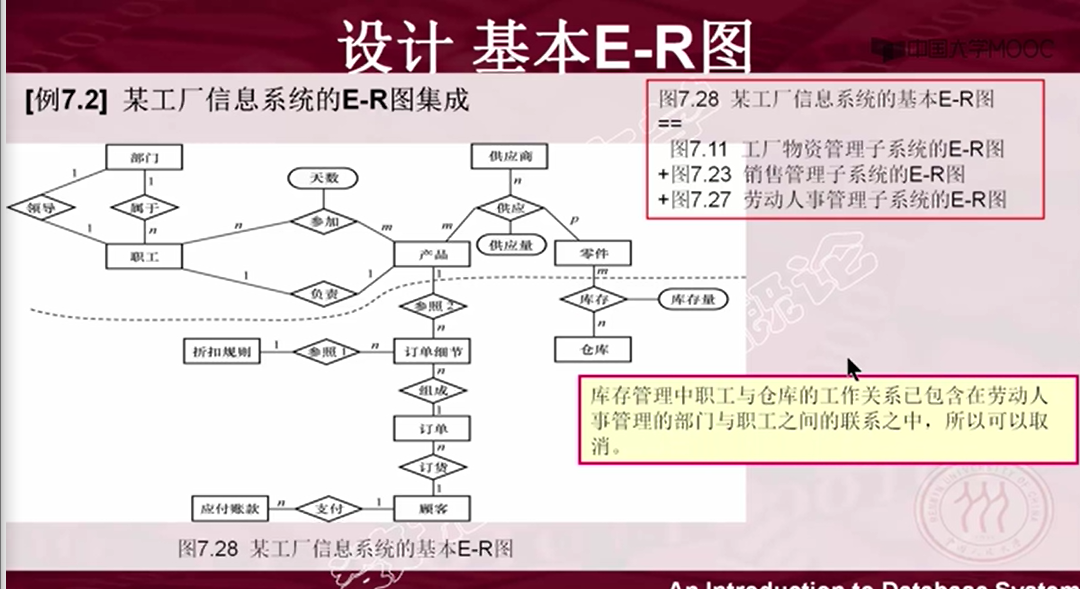 设计 基本E-R图
中国大学MOOC
[例7.2] 某工厂信息系统的E-R图集成
图7.28 某工厂信息系统的基本E-R图
==
图7.11 工厂物资管理子系统的E-R图
+图7.23 销售管理子系统的E-R图
+图7.27 劳动人事管理子系统的E-R图
部门
供应商
1
1
n
天数
领导
属于
参加
供应
n
m
m
p
1
n
供应量
职工
产品
零件
1
1
1
m
负责
参照2
库存
库存量
n
n
折扣规则
1
参照1
n
订单细节
仓库
n
组成
1
订单
n
订货
1
应付账款
n
支付
1
顾客
库存管理中职工与仓库的工作关系已包含在劳动人
事管理的部门与职工之间的联系之中，所以可以取
消。
图7.28 某工厂信息系统的基本E-R图
An Introduction to Database System